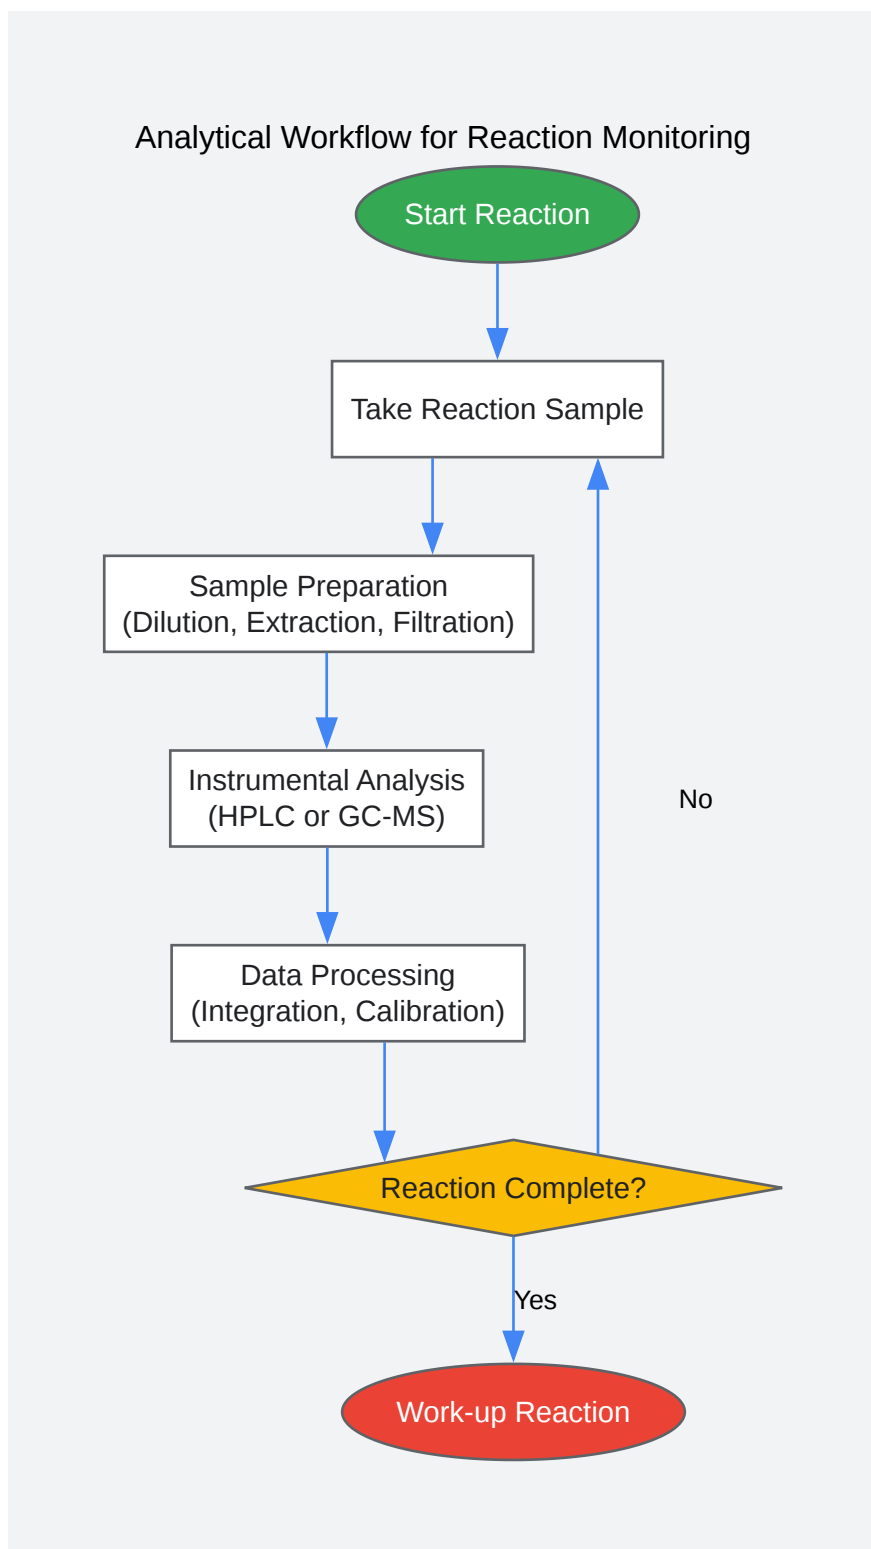 Analytical Workflow for Reaction Monitoring
Start Reaction
Take Reaction Sample
Sample Preparation
(Dilution, Extraction, Filtration)
Instrumental Analysis
(HPLC or GC-MS)
No
Data Processing
(Integration, Calibration)
Reaction Complete?
Yes
Work-up Reaction